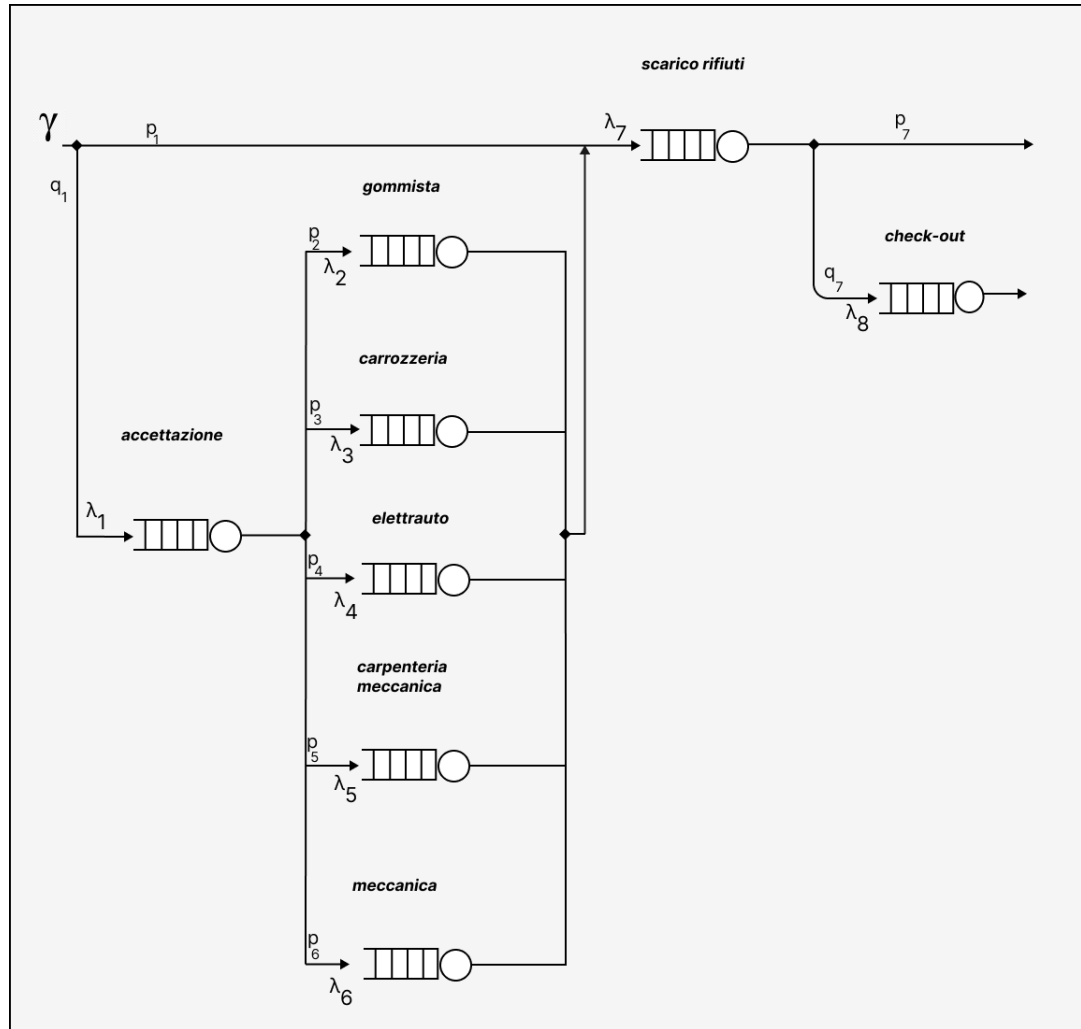 scarico rifiuti
γ
p1
λ7
p7
q1
gommista
p2
λ2
check-out
q7
λ8
carrozzeria
p3
λ3
accettazione
λ1
elettrauto
p4
λ4
carpenteria
meccanica
p5
λ5
meccanica
p6
λ6